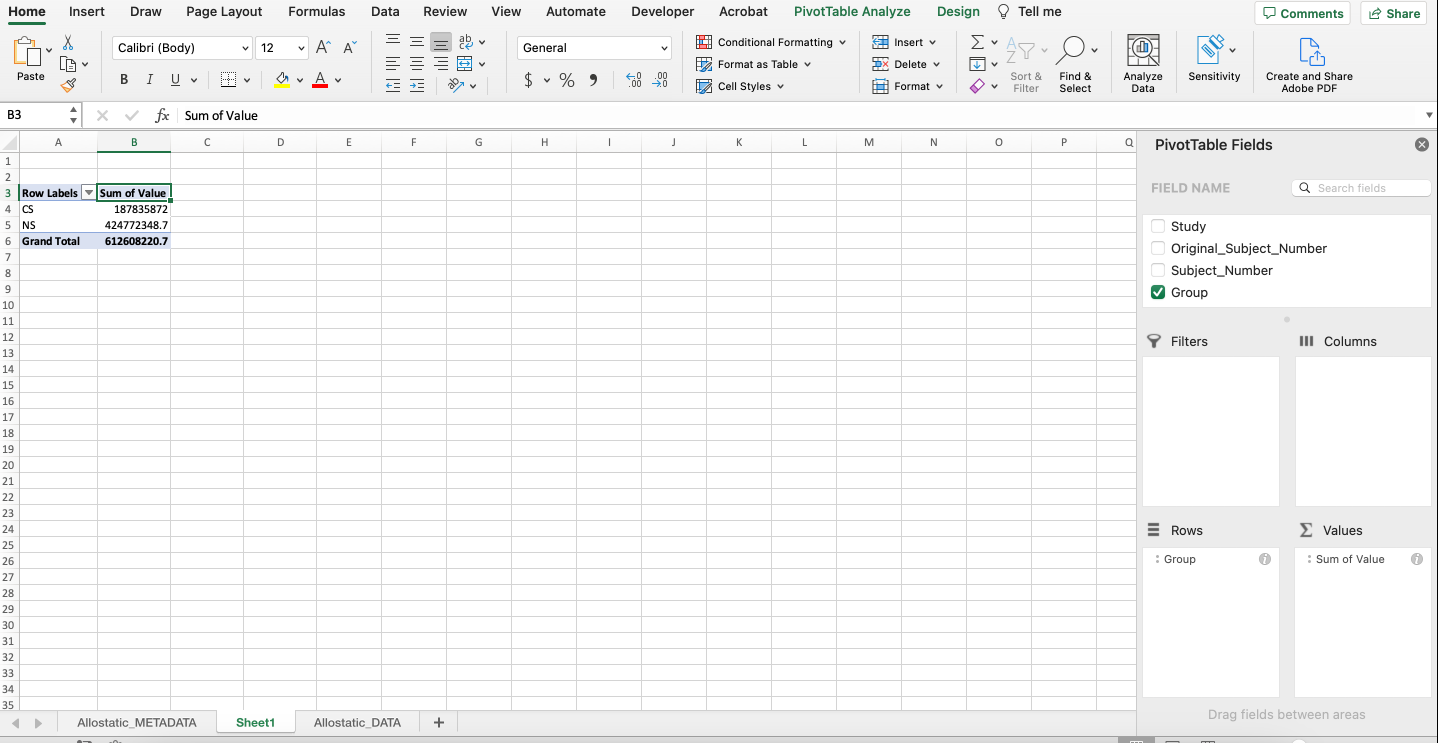 Home Insert Draw Page Layout Formulas Data Review View Automate Developer Acrobat PivotTable Analyze Design Tell me Comments Share
Paste
Calibri (Body) 12 A A
B I U A
ab
General
$ % 9 .00 .00
Conditional Formatting
Format as Table
Cell Styles
Insert
Delete
Format
Sort & Filter
Find & Select
Analyze Data
Sensitivity
Create and Share Adobe PDF
B3 fx Sum of Value
A B C D E F G H I J K L M N O P Q
1
2
3 Row Labels Sum of Value
4 CS 187835872
5 NS 424772348.7
6 Grand Total 612608220.7
7
8
9
10
11
12
13
14
15
16
17
18
19
20
21
22
23
24
25
26
27
28
29
30
31
32
33
34
35
PivotTable Fields
FIELD NAME Search fields
Study
Original_Subject_Number
Subject_Number
Group
Filters Columns
Rows Values
Group Sum of Value
Drag fields between areas
Allostatic_METADATA Sheet1 Allostatic_DATA +